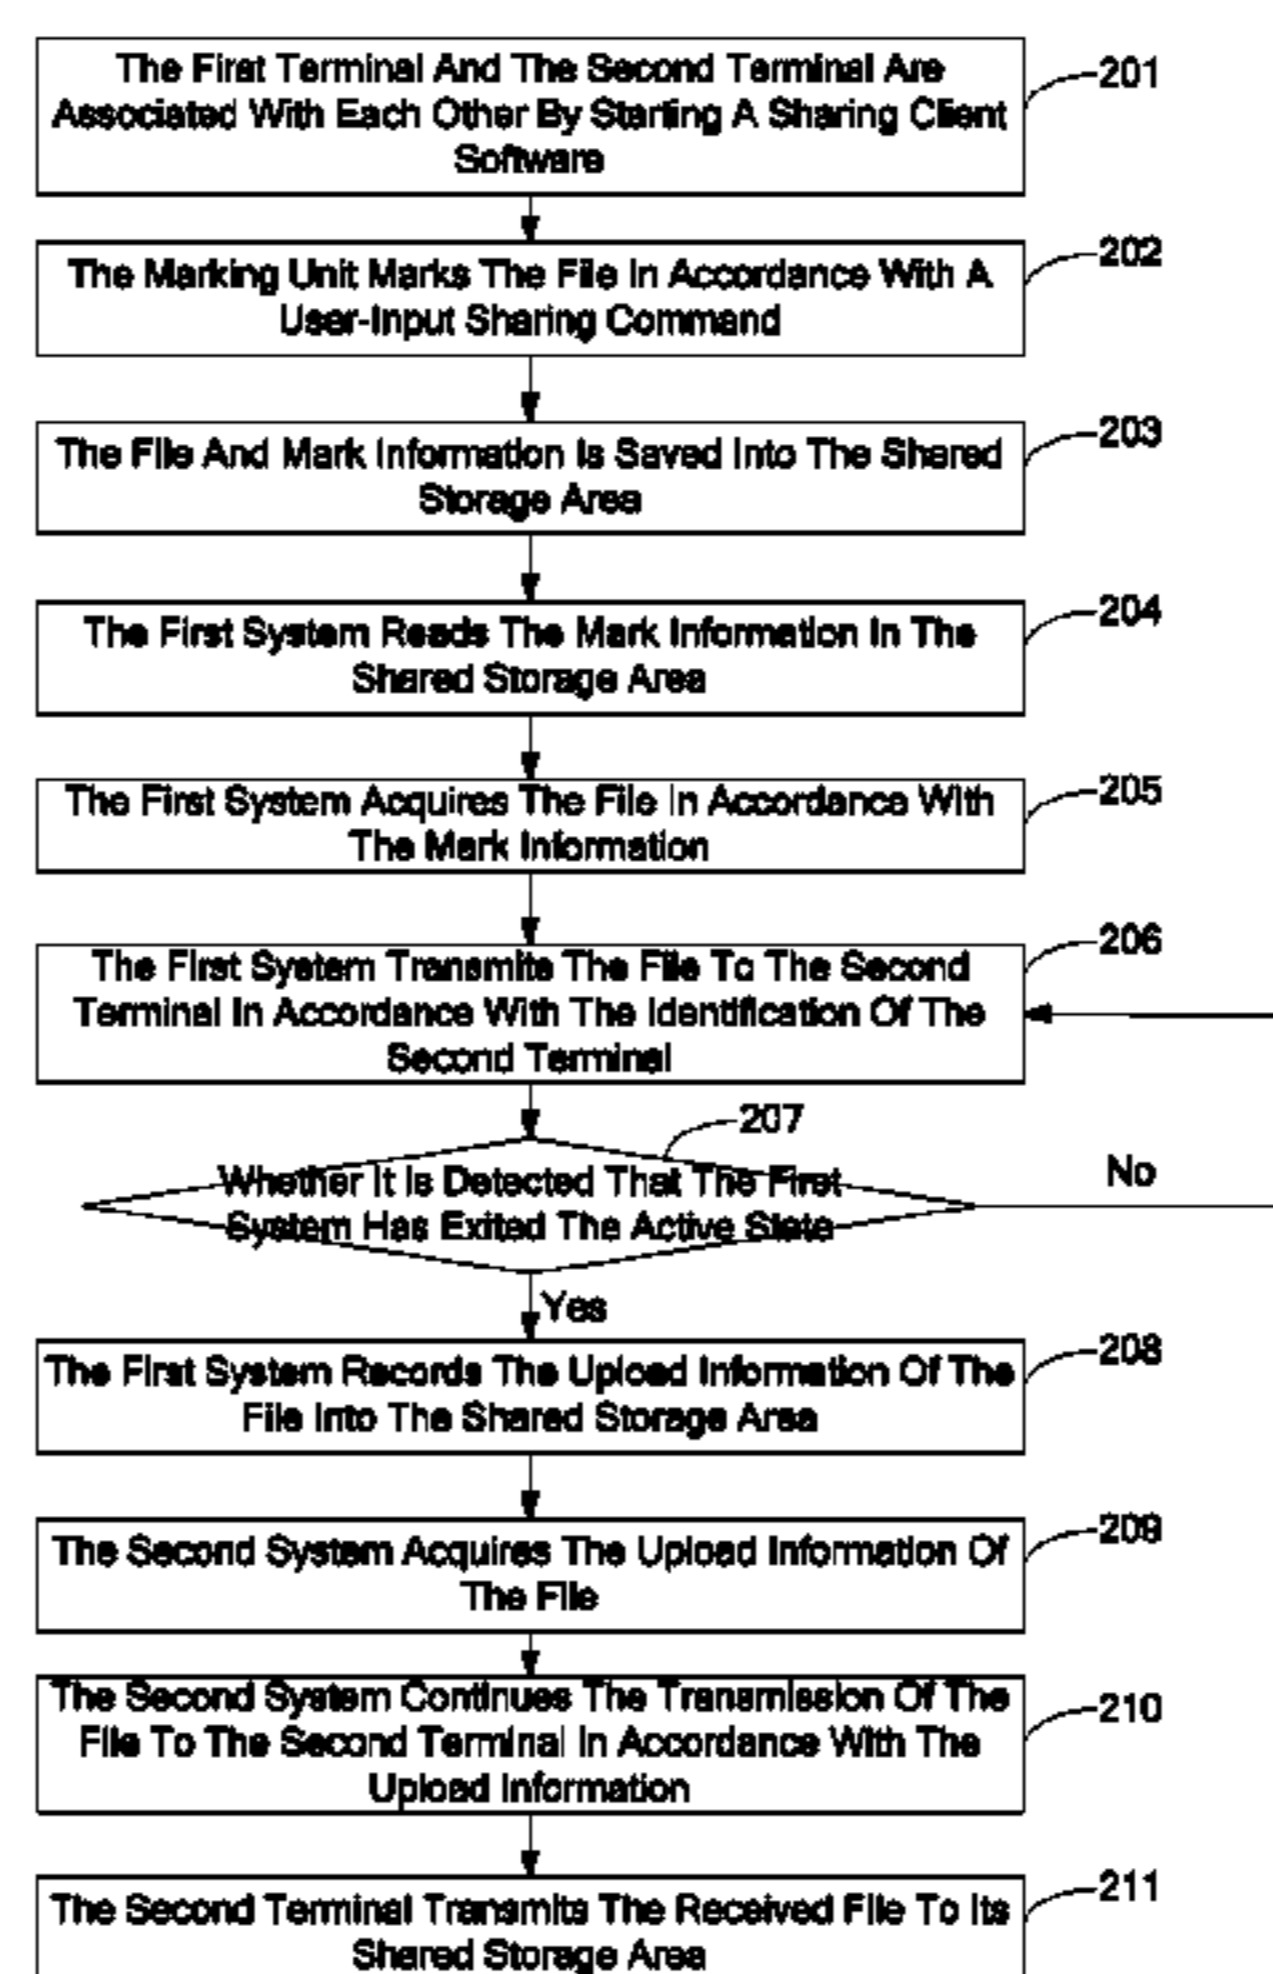 The First Terminal And The Second Terminal Are
Associated With Each Other By Starting A Sharing Client
Software
201
The Marking Unit Marks The File In Accordance With A
User-Input Sharing Command
202
The File And Mark Information Is Saved Into The Shared
Storage Area
203
The First System Reads The Mark Information In The
Shared Storage Area
204
The First System Acquires The File In Accordance With
The Mark Information
205
The First System Transmits The File To The Second
Terminal In Accordance With The Identification Of The
Second Terminal
206
207
Whether It Is Detected That The First
System Has Exited The Active State
No
Yes
The First System Records The Upload Information Of The
File Into The Shared Storage Area
208
The Second System Acquires The Upload Information Of
The File
209
The Second System Continues The Transmission Of The
File To The Second Terminal In Accordance With The
Upload Information
210
The Second Terminal Transmits The Received File To Its
Shared Storage Area
211